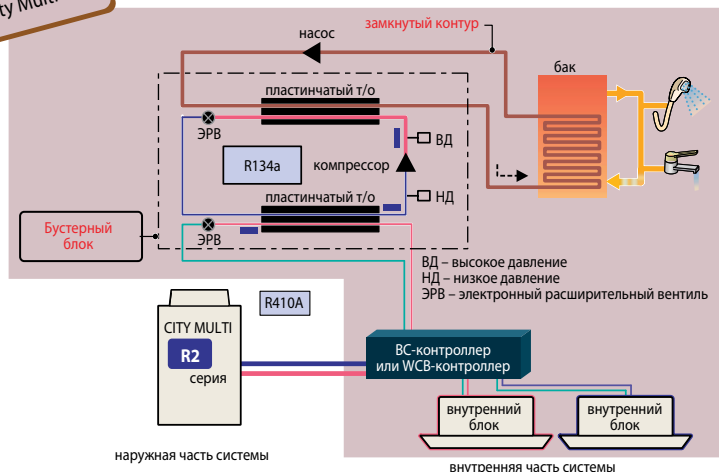 ty Multi
замкнутый контур
насос
бак
пластинчатый т/о
ЭРВ
ВД
R134a
компрессор
пластинчатый т/о
НД
Бустерный
блок
ЭРВ
ВД – высокое давление
НД – низкое давление
ЭРВ – электронный расширительный вентиль
R410A
CITY MULTI
R2
серия
BC-контроллер
или WCB-контроллер
внутренний
блок
внутренний
блок
наружная часть системы
внутренняя часть системы